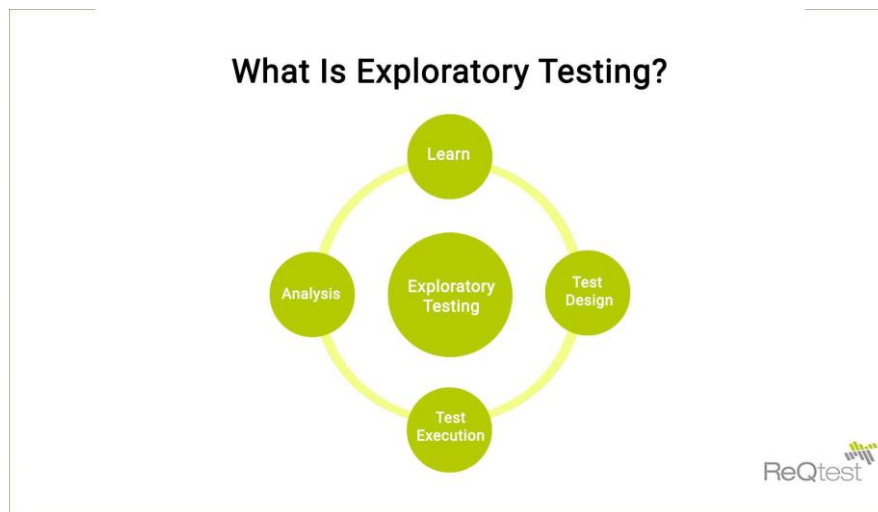 What Is Exploratory Testing?
Learn
Analysis
Exploratory
Testing
Test
Design
Test
Execution
ReQtest